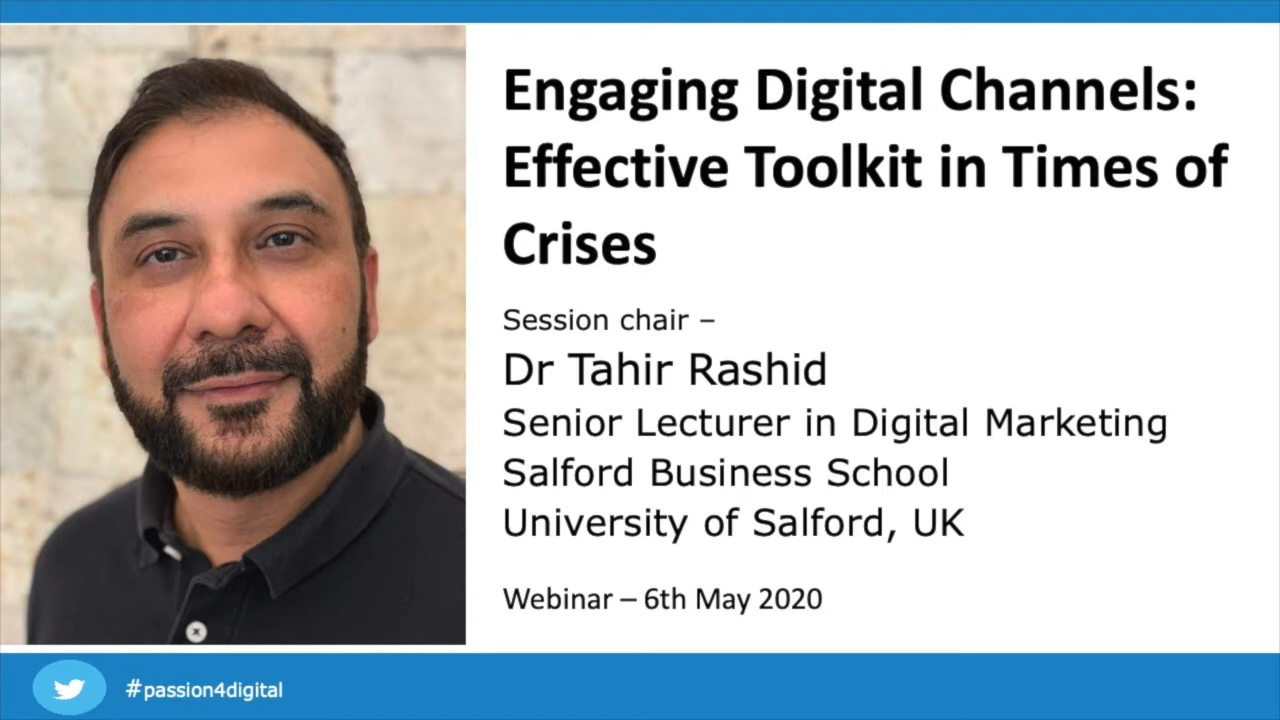 Engaging Digital Channels:
Effective Toolkit in Times of
Crises
Session chair –
Dr Tahir Rashid
Senior Lecturer in Digital Marketing
Salford Business School
University of Salford, UK
Webinar – 6th May 2020
#passion4digital